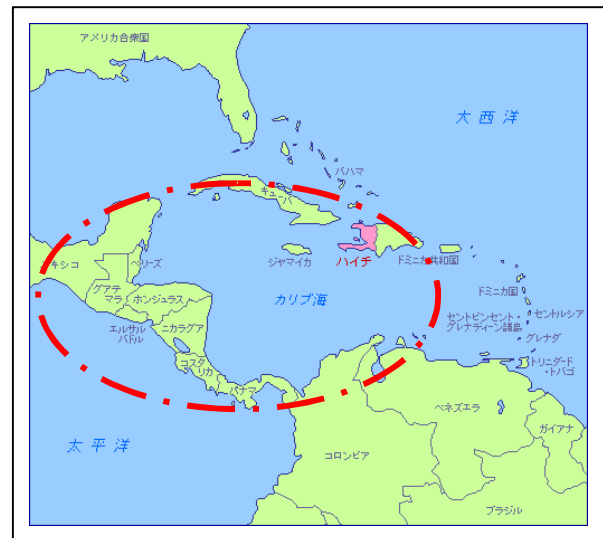 アメリカ合衆国
大西洋
バハマ
キューバ
メキシコ
ベリーズ
ジャマイカ
ハイチ
ドミニカ共和国
グアテ
マラ
ホンジュラス
カリブ海
ドミニカ国
セントルシア
セントビンセント・
グレナディーン諸島
エルサル
バドル
ニカラグア
グレナダ
コスタ
リカ
トリニダード
・トバゴ
パナマ
ベネズエラ
ガイアナ
太平洋
コロンビア
ブラジル